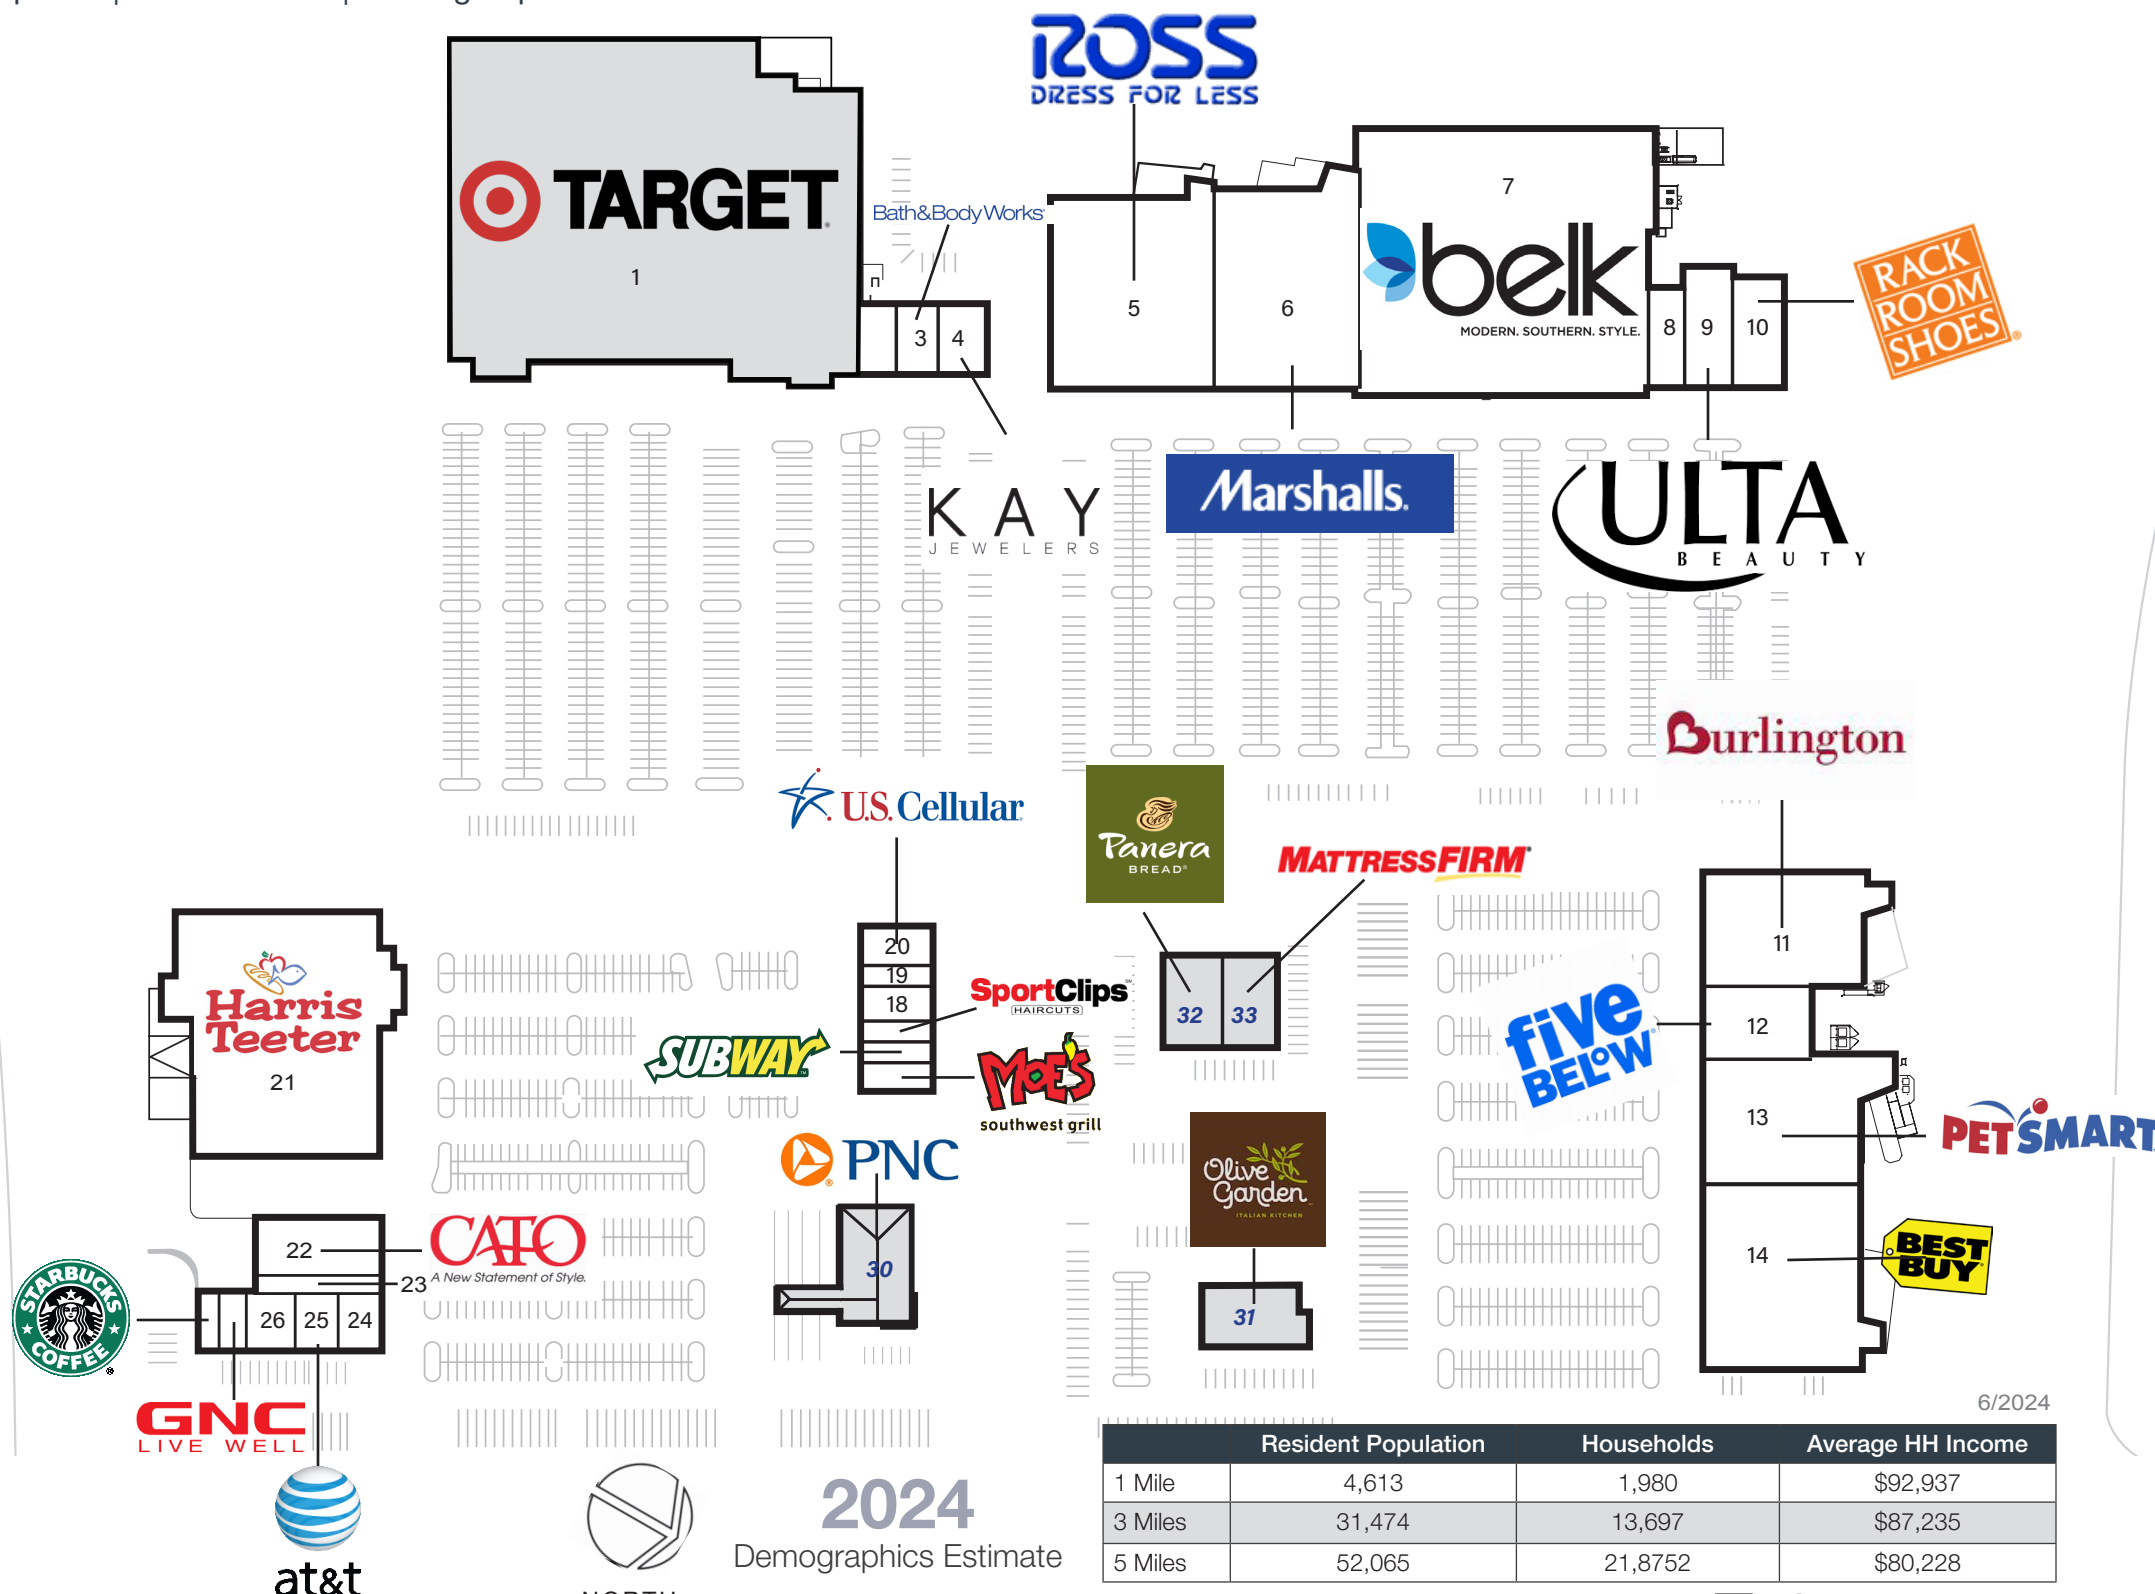 ROSS
DRESS FOR LESS
TARGET
1
Bath&Body Works
3
4
5
6
7
belk
MODERN. SOUTHERN. STYLE.
8
9
10
RACK
ROOM
SHOES
KAY
JEWELERS
Marshalls.
ULTA
BEAUTY
Burlington
U.S. Cellular
Panera
BREAD®
MATTRESSFIRM
Harris
Teeter
21
20
19
18
SportClips
HAIRCUTS
SUBWAY
MOE'S
southwest grill
32
33
11
five
BELOW
12
13
PETSMART
PNC
30
Olive
Garden
ITALIAN KITCHEN
31
14
BEST
BUY
22
CATO
A New Statement of Style.
23
STARBUCKS
COFFEE
26
25
24
GNC
LIVE WELL
at&t
6/2024
2024
Demographics Estimate
Resident Population Households Average HH Income
1 Mile 4,613 1,980 $92,937
3 Miles 31,474 13,697 $87,235
5 Miles 52,065 21,8752 $80,228